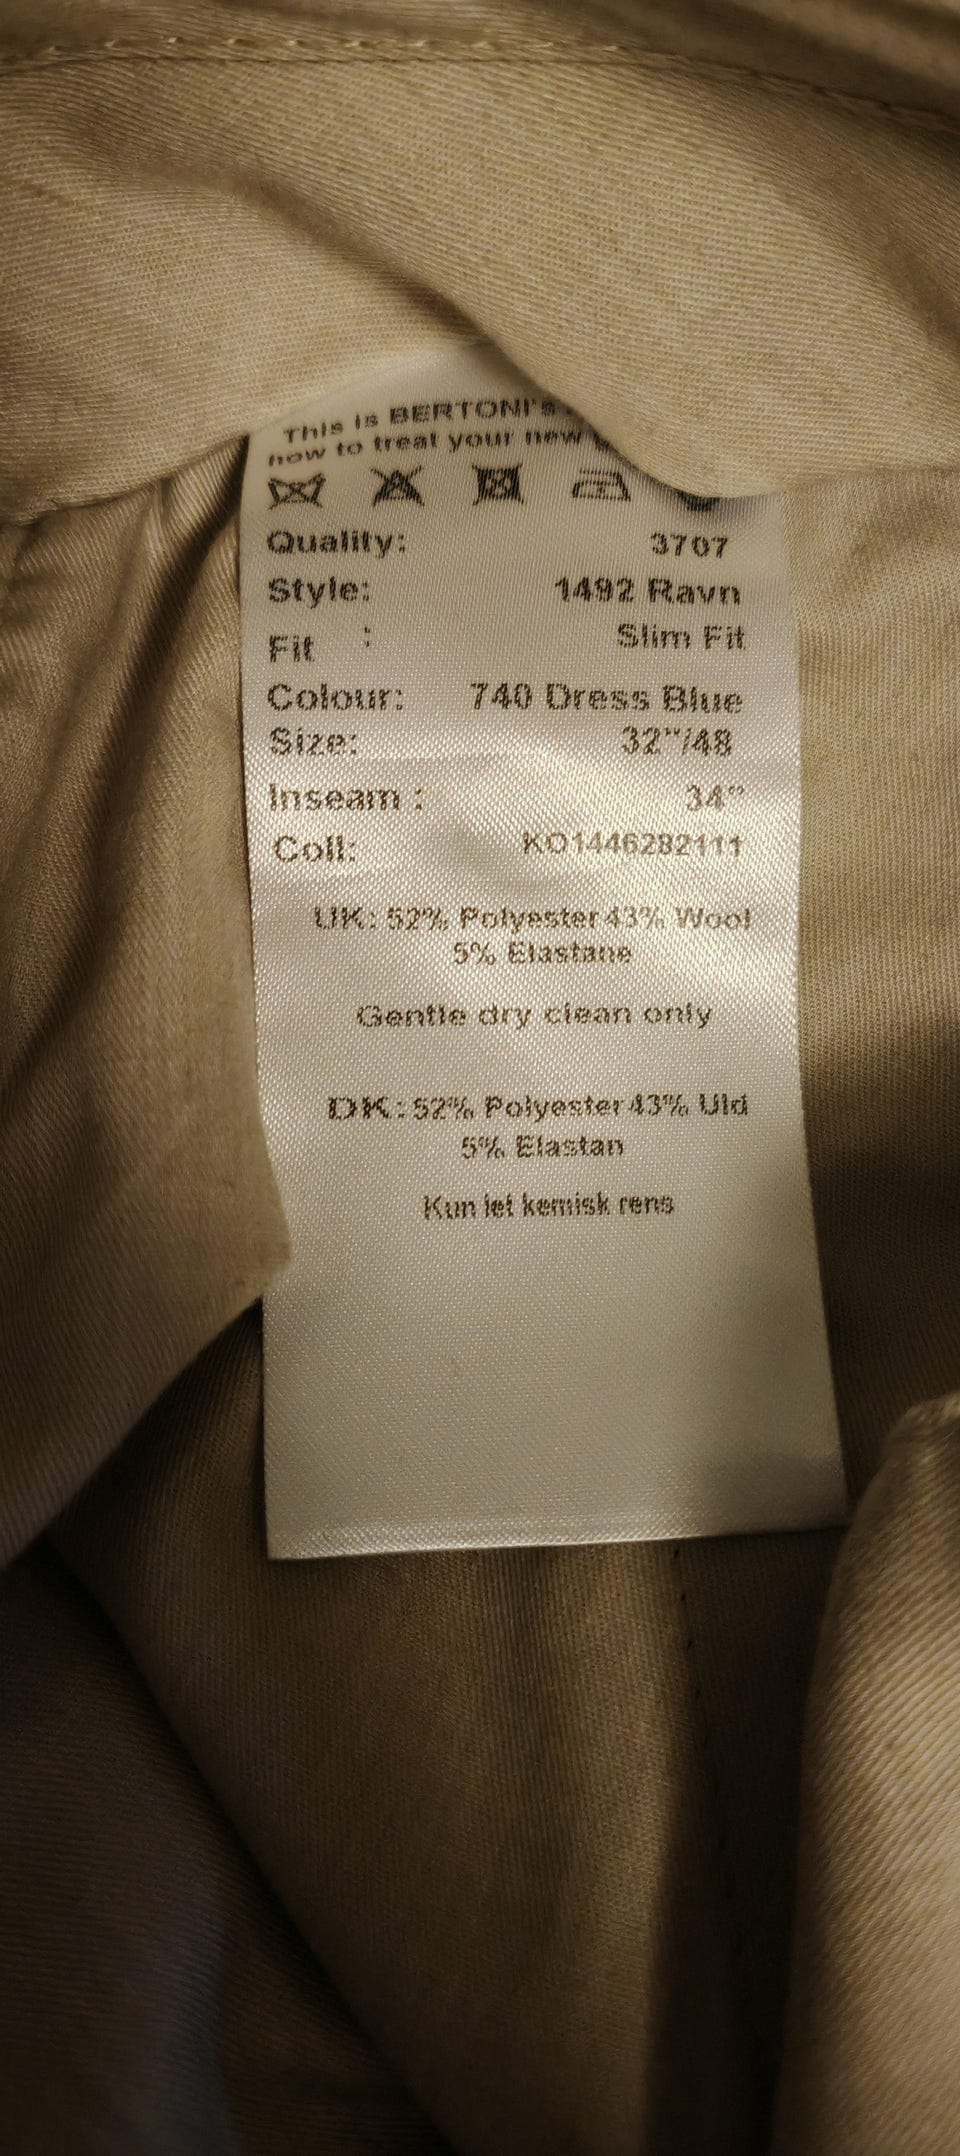 This is BERTONI's
how to treat your new
Quality: 3707
Style: 1492 Ravn
Fit : Slim Fit
Colour: 740 Dress Blue
Size: 32"/48
Inseam : 34"
Coll: KO1446282111
UK: 52% Polyester 43% Wool
5% Elastane
Gentle dry clean only
DK: 52% Polyester 43% Uld
5% Elastan
Kun let kemisk rens